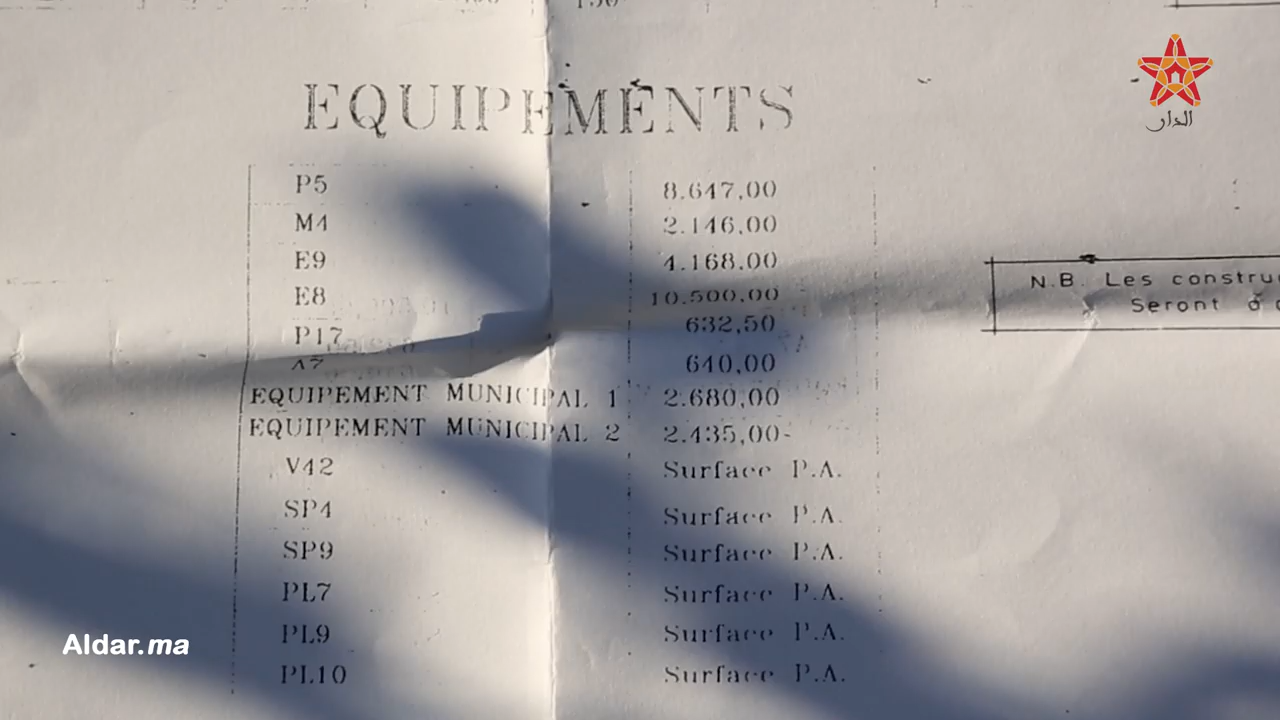 الدار
EQUIPEMENTS
P5 8.647,00
M4 2.146,00
E9 4.168,00
E8 10.500,00
P17 632,50
A7 640,00
EQUIPEMENT MUNICIPAL 1 2.680,00
EQUIPEMENT MUNICIPAL 2 2.435,00-
V42 Surface P.A.
SP4 Surface P.A.
SP9 Surface P.A.
PL7 Surface P.A.
PL9 Surface P.A.
PL10 Surface P.A.
N.B. Les constru
Seront à
Aldar.ma